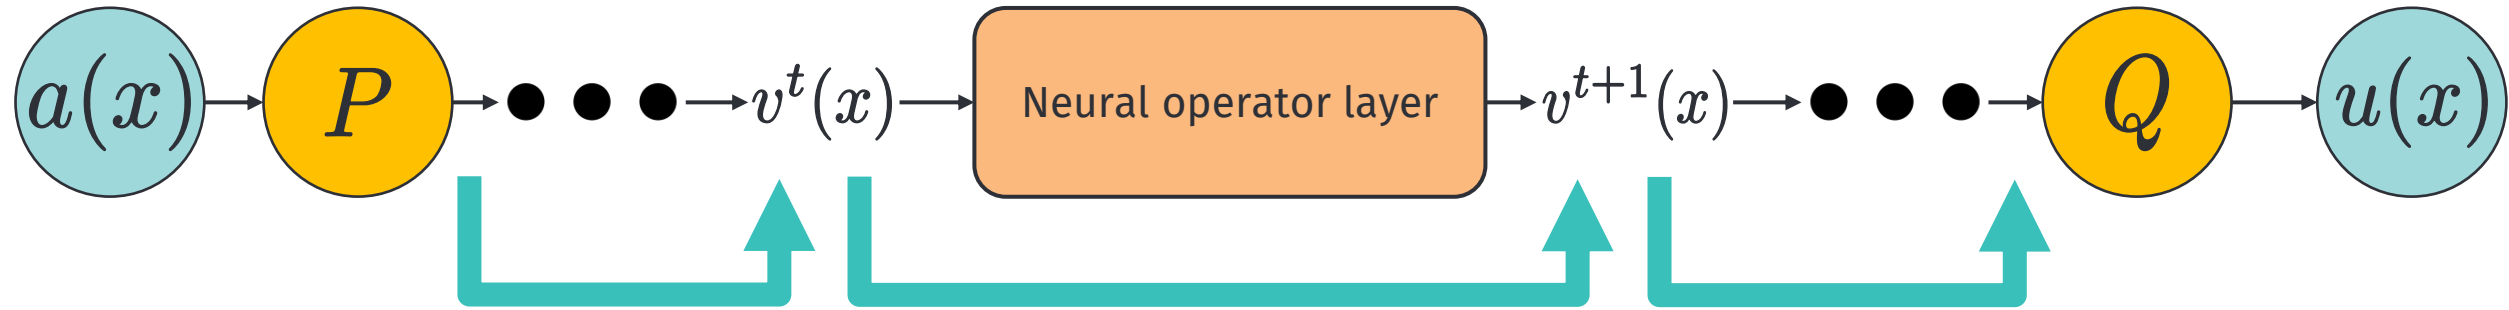 a(x)
P
v^t(x)
Neural operator layer
v^{t+1}(x)
Q
u(x)